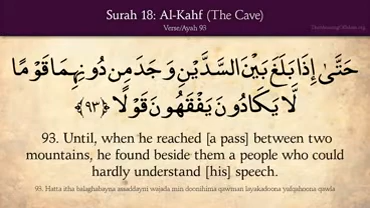 Surah 18: Al-Kahf (The Cave)
Verse/Ayah 93
حَتَّىٰ إِذَا بَلَغَ بَيْنَ السَّدَّيْنِ وَجَدَ مِن دُونِهِمَا قَوْمًا
لَّا يَكَادُونَ يَفْقَهُونَ قَوْلًا ﴿٩٣﴾
93. Until, when he reached [a pass] between two
mountains, he found beside them a people who could
hardly understand [his] speech.
93. Hatta itha balaghabayna assaddayni wajada min doonihima qawman layakadoona yafqahoona qawla